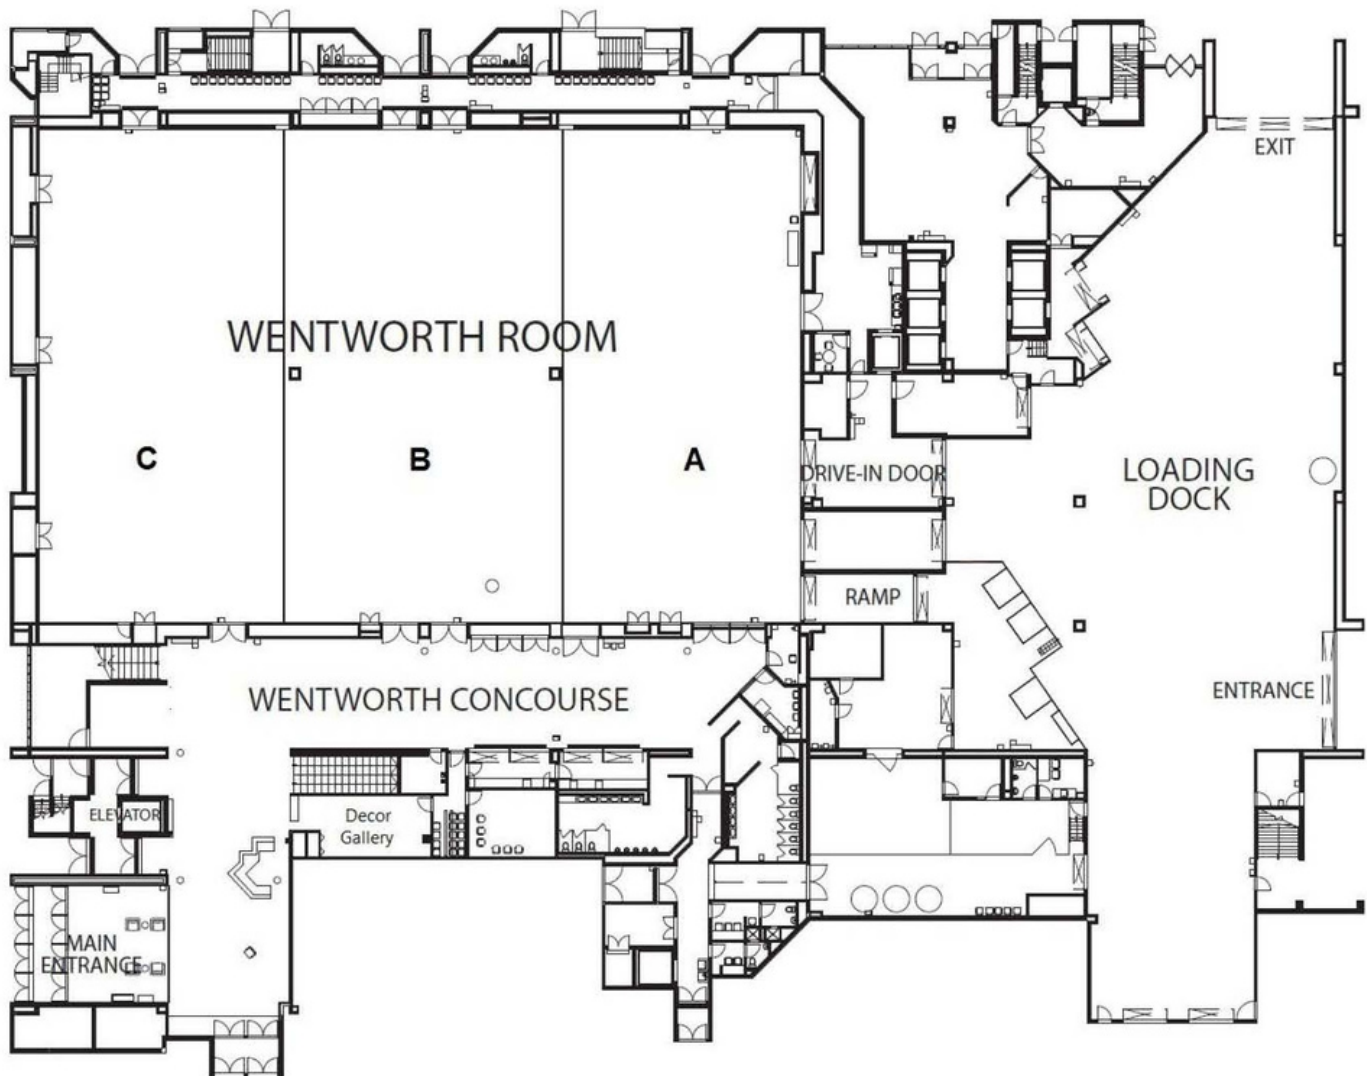 EXIT
WENTWORTH ROOM
C
B
A
DRIVE-IN DOOR
LOADING
DOCK
RAMP
ENTRANCE
WENTWORTH CONCOURSE
ELEVATOR
Decor
Gallery
MAIN
ENTRANCE